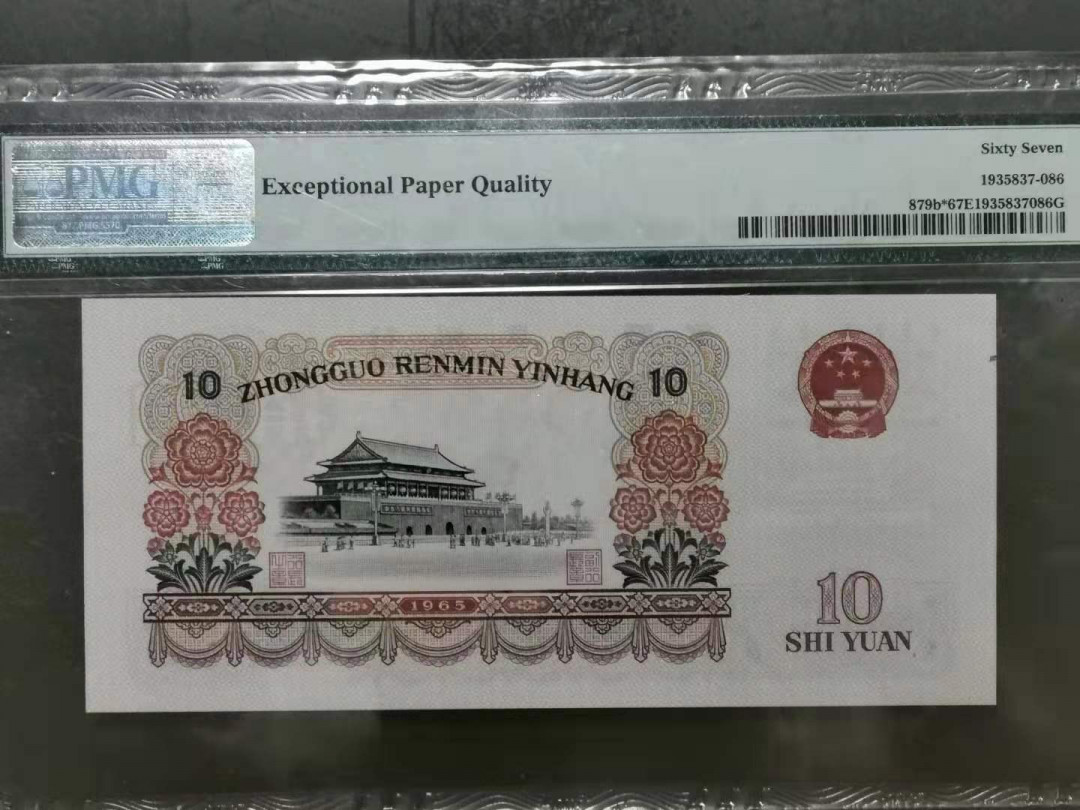 PMG
Exceptional Paper Quality
Sixty Seven
1935837-086
879b*67E1935837086G
10 ZHONGGUO RENMIN YINHANG 10
1965
10
SHI YUAN